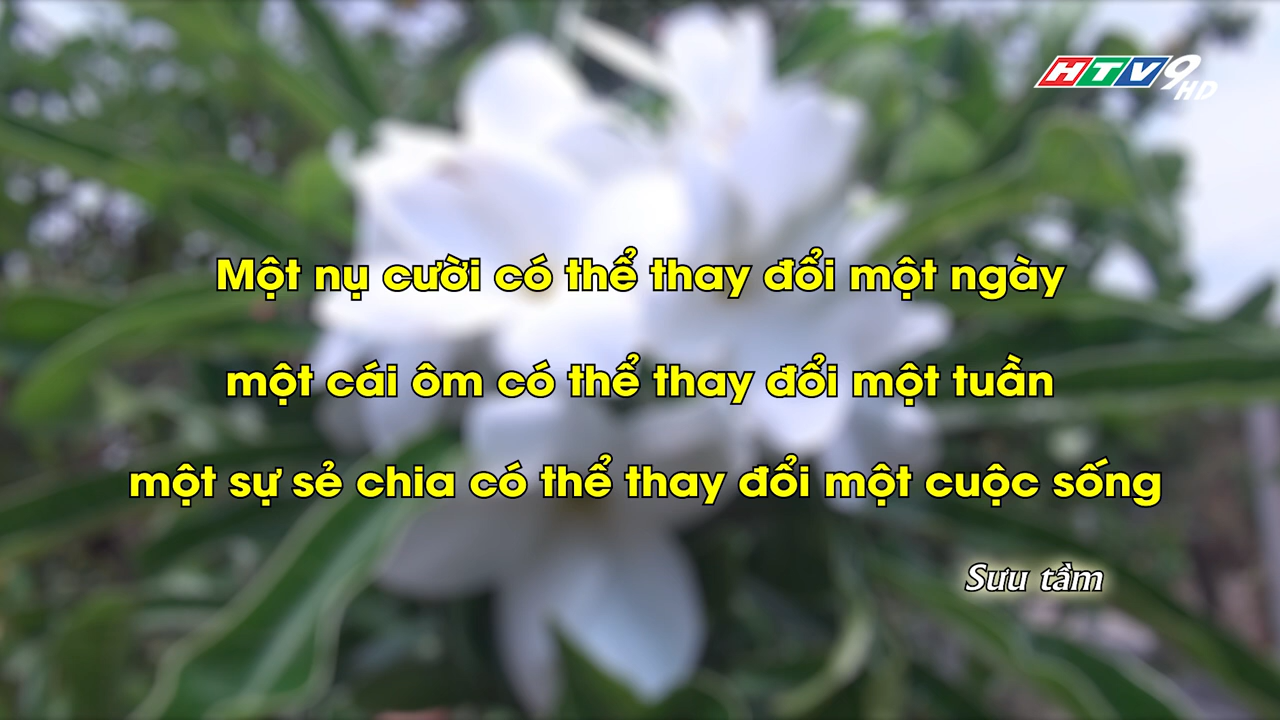 HTV9
HD
Một nụ cười có thể thay đổi một ngày
một cái ôm có thể thay đổi một tuần
một sự sẻ chia có thể thay đổi một cuộc sống
Sưu tầm